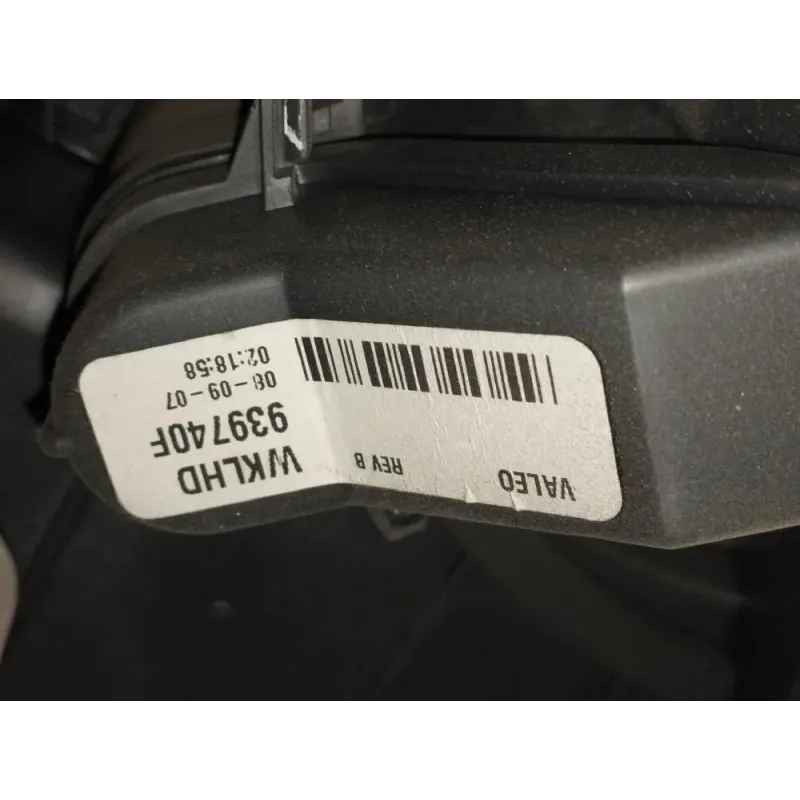 VALEO
REV B
WKLHD
939740F
08-09-07
02:18:58